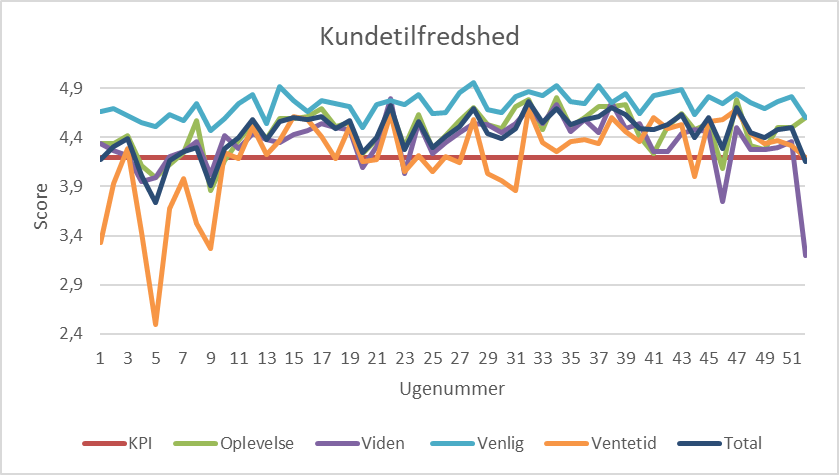 Kundetilfredshed
4,9
4,4
3,9
3,4
2,9
2,4
Score
1 3 5 7 9 11 13 15 17 19 21 23 25 27 29 31 33 35 37 39 41 43 45 47 49 51
Ugenummer
KPI Oplevelse Viden Venlig Ventetid Total